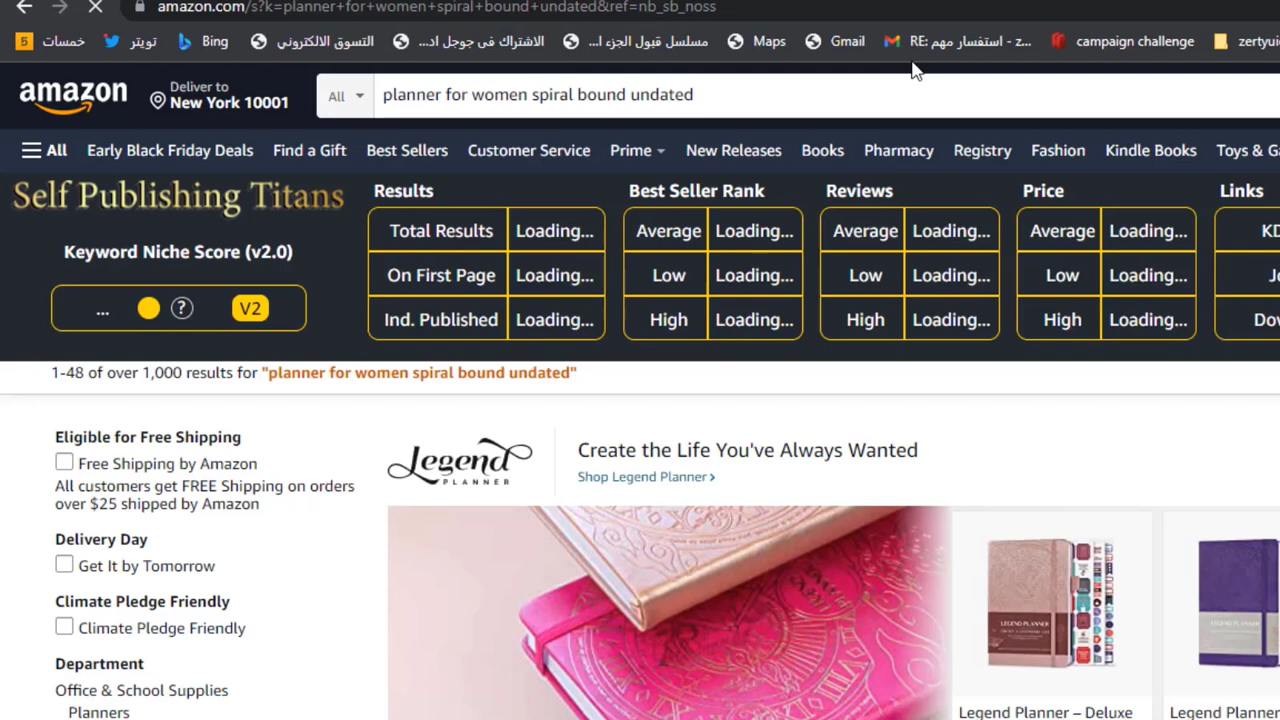 amazon.com/s?k=planner+for+women+spiral+bound+undated&ref=nb_sb_noss
5 خمسات تويتر Bing التسوق الالكتروني الاشتراك فى جوجل اد... مسلسل قبول الجزء ا... Maps Gmail RE: استفسار مهم - z... campaign challenge zertyui
amazon
Deliver to
New York 10001
All
planner for women spiral bound undated
All Early Black Friday Deals Find a Gift Best Sellers Customer Service Prime New Releases Books Pharmacy Registry Fashion Kindle Books Toys & Ga
Self Publishing Titans
Keyword Niche Score (v2.0)
... ? V2
Results Best Seller Rank Reviews Price Links
Total Results Loading... Average Loading... Average Loading... Average Loading... KD
On First Page Loading... Low Loading... Low Loading... Low Loading...
Ind. Published Loading... High Loading... High Loading... High Loading... Dov
1-48 of over 1,000 results for "planner for women spiral bound undated"
Eligible for Free Shipping
Free Shipping by Amazon
All customers get FREE Shipping on orders
over $25 shipped by Amazon
Delivery Day
Get It by Tomorrow
Climate Pledge Friendly
Climate Pledge Friendly
Department
Office & School Supplies
Planners
Legend
PLANNER
Create the Life You've Always Wanted
Shop Legend Planner ›
LEGEND PLANNER
Legend Planner – Deluxe
Legend Planner